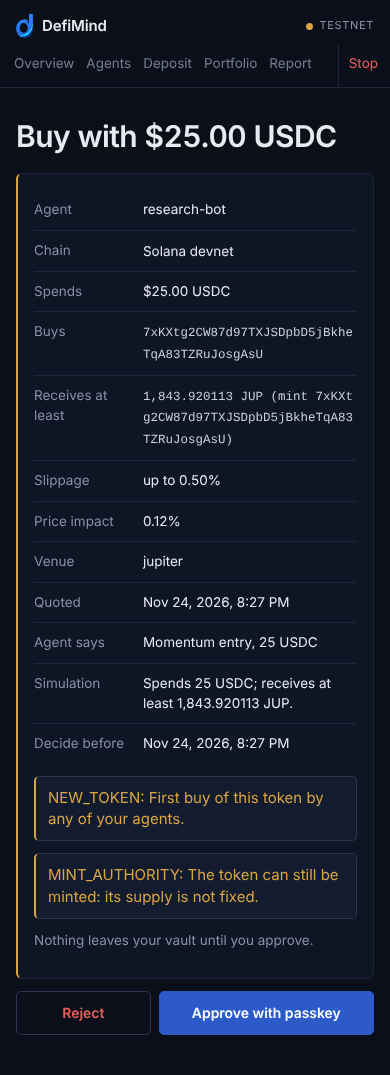 DefiMind
TESTNET
Overview Agents Deposit Portfolio Report Stop
Buy with $25.00 USDC
Agent research-bot
Chain Solana devnet
Spends $25.00 USDC
Buys 7xKXtg2CW87d97TXJSDpbD5jBkhe
TqA83TZRuJosgAsU
Receives at least 1,843.920113 JUP (mint 7xKXt
g2CW87d97TXJSDpbD5jBkheTqA83
TZRuJosgAsU)
Slippage up to 0.50%
Price impact 0.12%
Venue jupiter
Quoted Nov 24, 2026, 8:27 PM
Agent says Momentum entry, 25 USDC
Simulation Spends 25 USDC; receives at
least 1,843.920113 JUP.
Decide before Nov 24, 2026, 8:27 PM
NEW_TOKEN: First buy of this token by
any of your agents.
MINT_AUTHORITY: The token can still be
minted: its supply is not fixed.
Nothing leaves your vault until you approve.
Reject
Approve with passkey